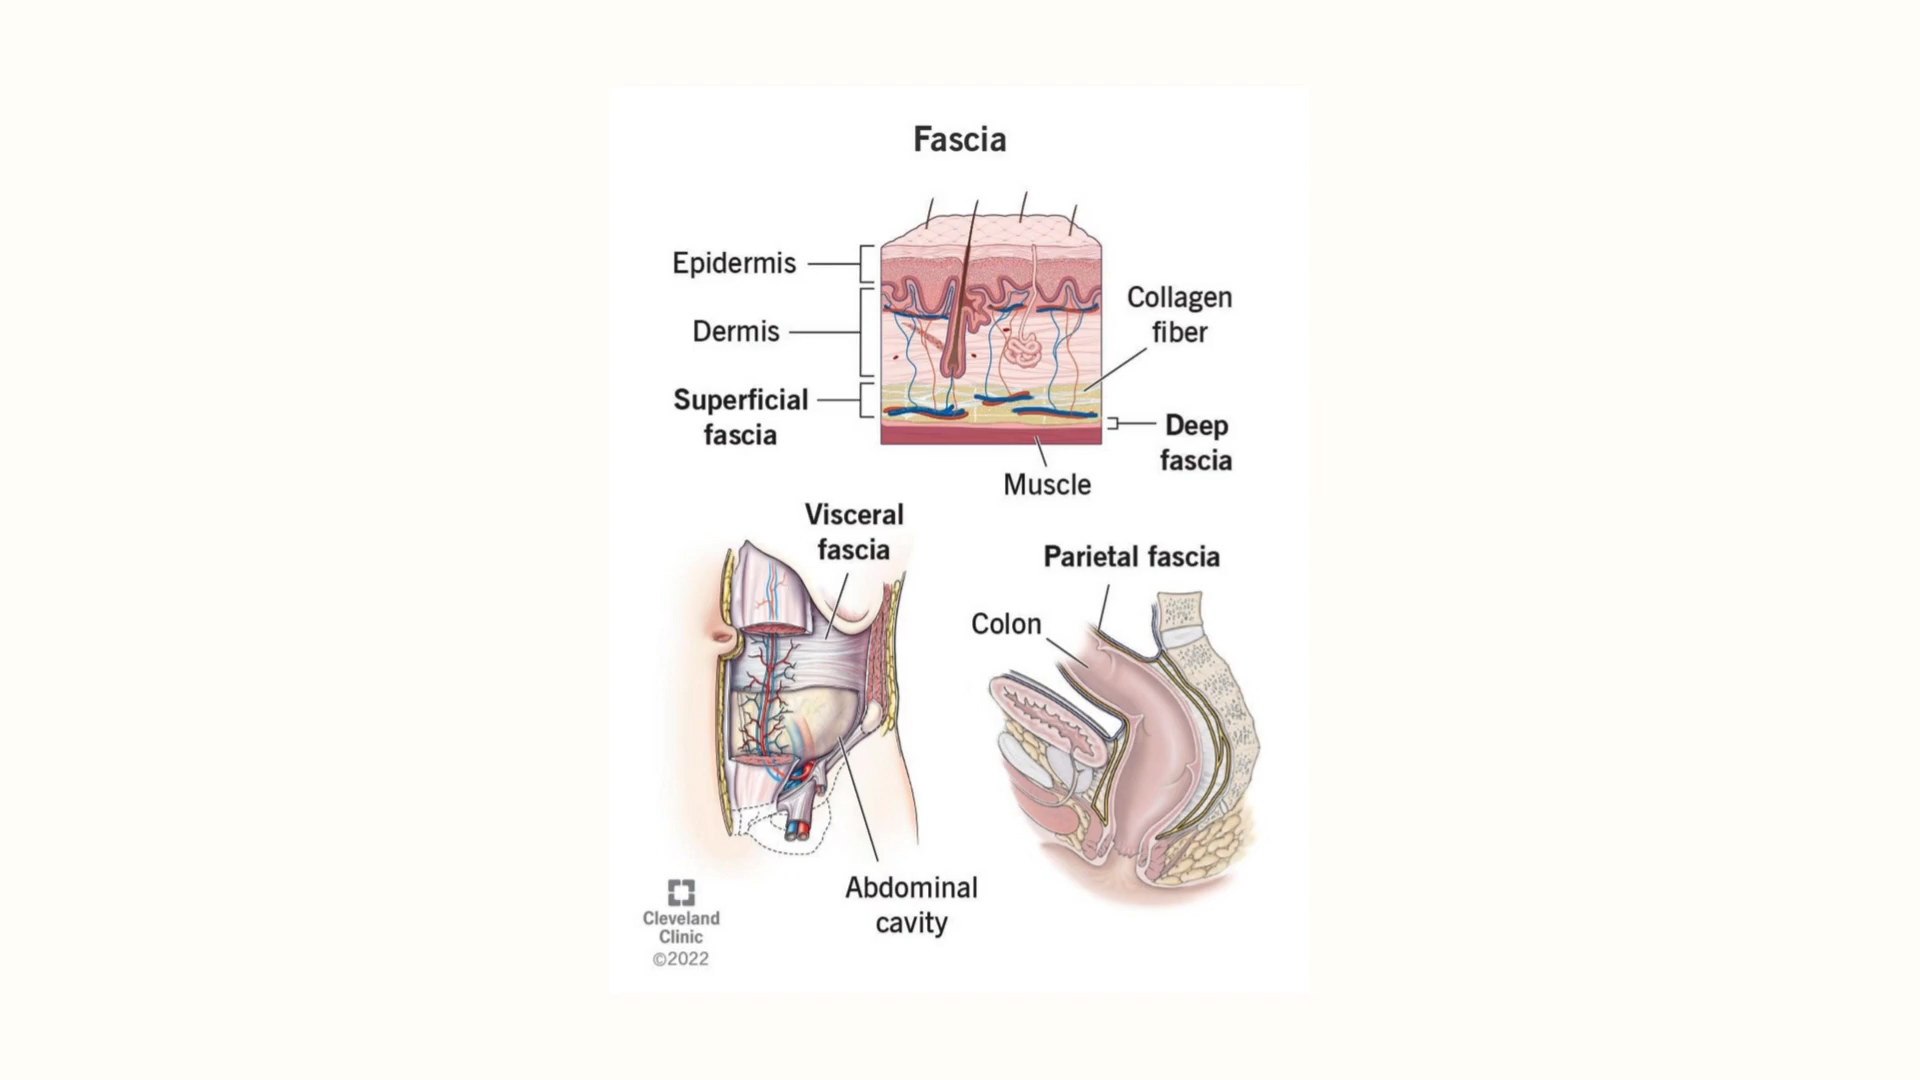 Fascia
Epidermis
Dermis
Superficial
fascia
Collagen
fiber
Deep
fascia
Muscle
Visceral
fascia
Parietal fascia
Colon
Abdominal
cavity
Cleveland
Clinic
©2022